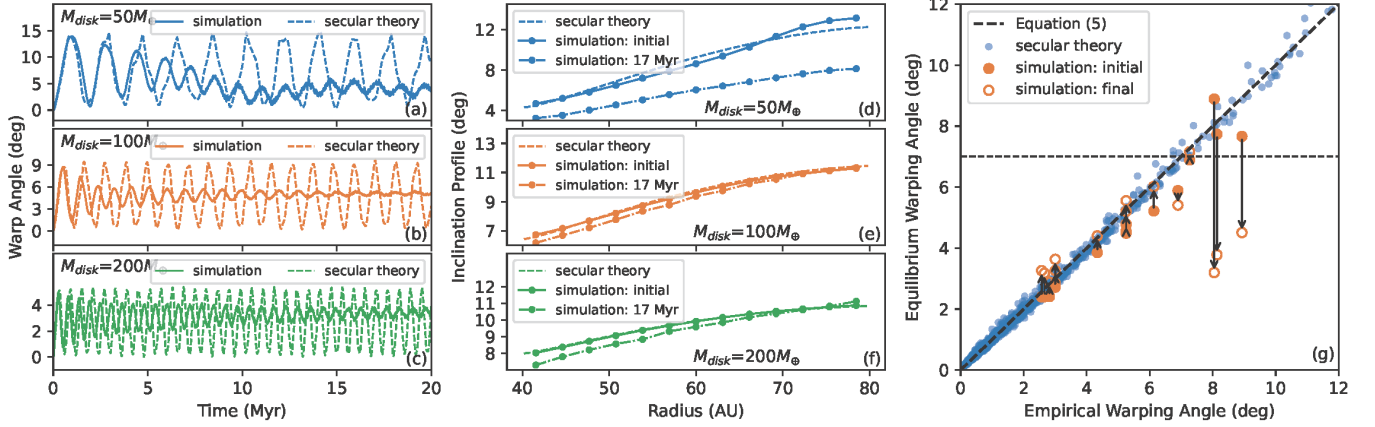 M_disk=50M
simulation
secular theory
15
10
5
0
(a)
M_disk=100M
simulation
secular theory
9
6
3
0
(b)
M_disk=200M
simulation
secular theory
4
2
0
(c)
0 5 10 15 20
Time (Myr)
Warp Angle (deg)
secular theory
simulation: initial
simulation: 17 Myr
12
8
4
M_disk=50M⊕
(d)
secular theory
simulation: initial
simulation: 17 Myr
13
11
9
7
M_disk=100M⊕
(e)
secular theory
simulation: initial
simulation: 17 Myr
12
11
10
9
8
M_disk=200M⊕
(f)
40 50 60 70 80
Radius (AU)
Inclination Profile (deg)
Equation (5)
secular theory
simulation: initial
simulation: final
12
10
8
6
4
2
0
(g)
0 2 4 6 8 10 12
Empirical Warping Angle (deg)
Equilibrium Warping Angle (deg)